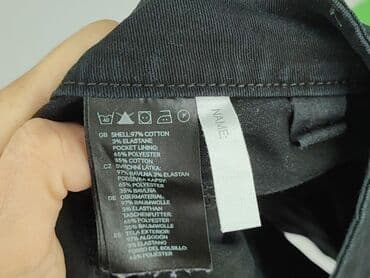 GB SHELL:97% COTTON
3% ELASTANE
POCKET LINING:
65% POLYESTER
35% COTTON
CZ SVRCHNÍ LÁTKA:
97% BAVLNA 3% ELASTAN
PODŠÍVKA KAPSY:
65% POLYESTER
35% BAVLNA
DE OBERMATERIAL:
97% BAUMWOLLE
3% ELASTHAN
TASCHENFUTTER:
65% POLYESTER
35% BAUMWOLLE
ES TELA EXTERIOR:
97% ALGODÓN
3% ELASTANO
FORRO DEL BOLSILLO:
65% POLIÉSTER
NAME: